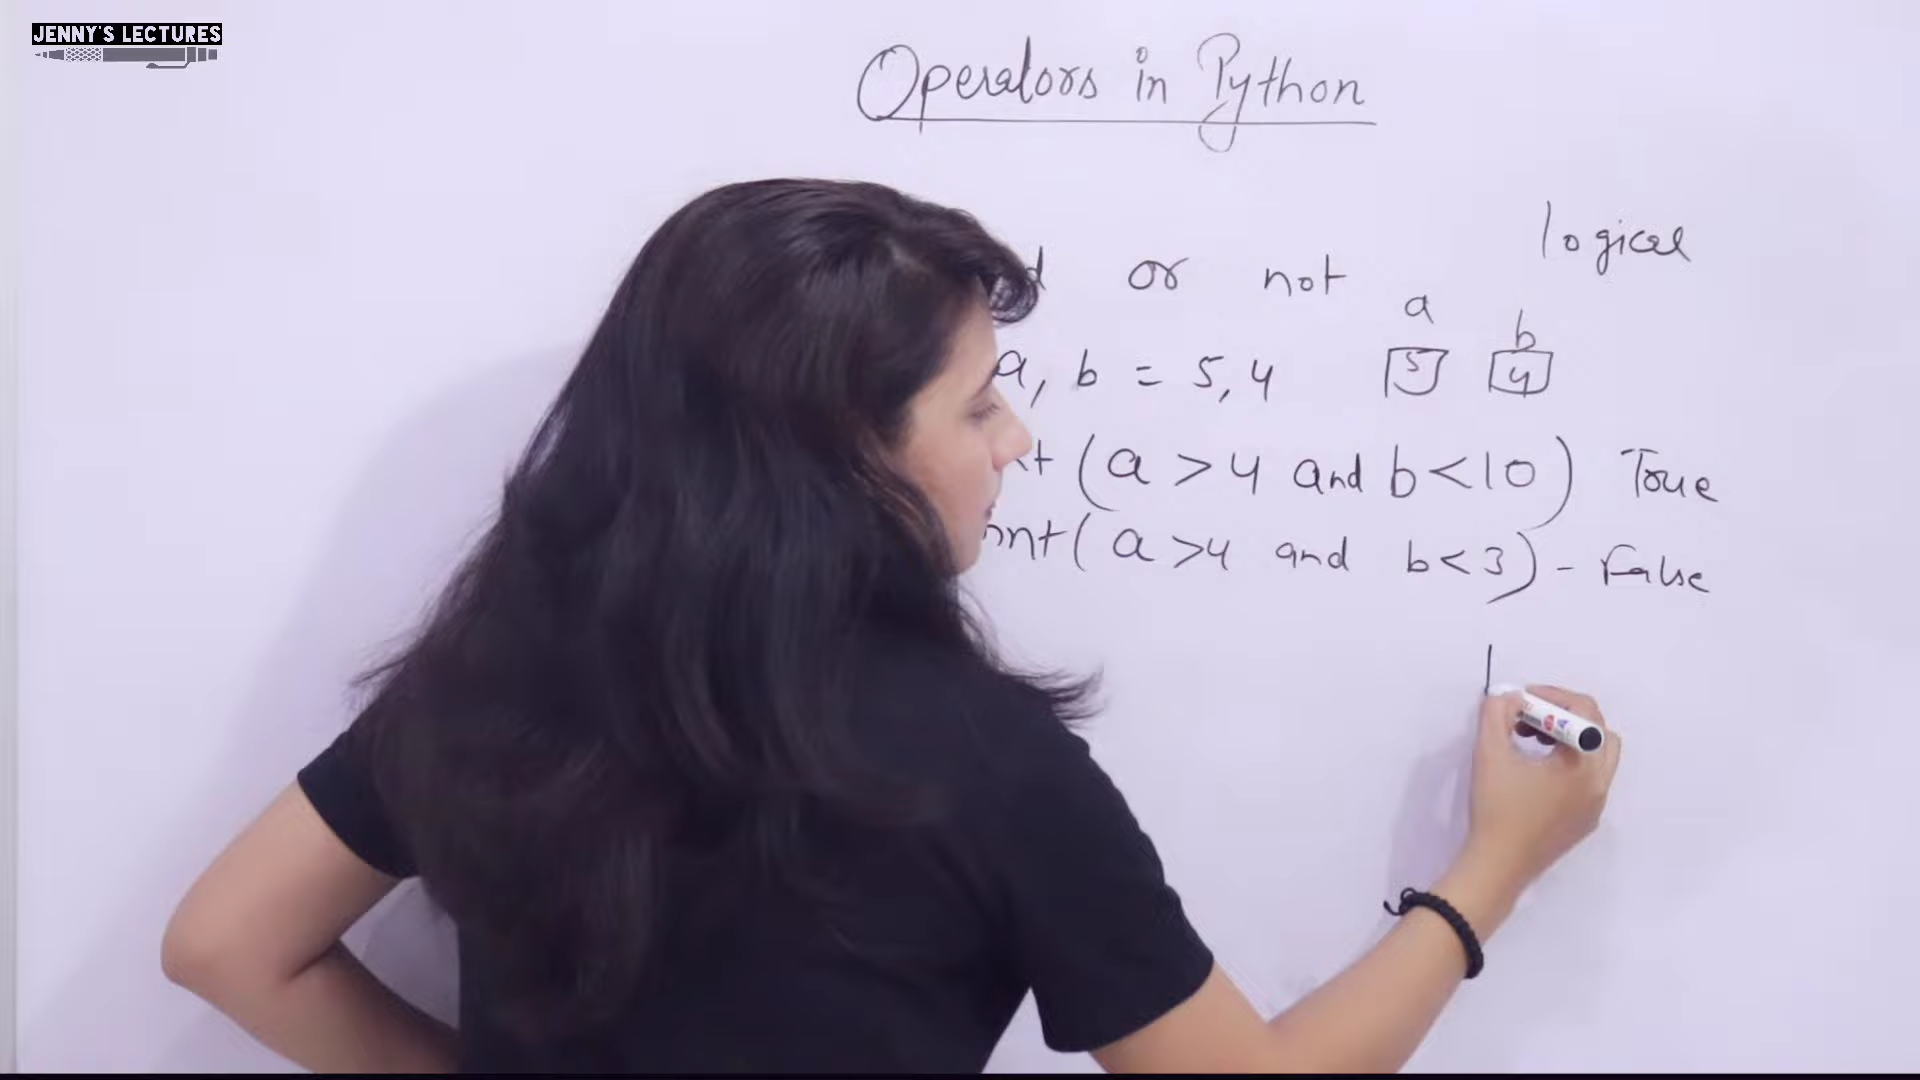 JENNY'S LECTURES
Operators in Python
logical
or not
a b
a, b = 5,4 5 4
(a > 4 and b < 10) True
(a > 4 and b < 3) - False